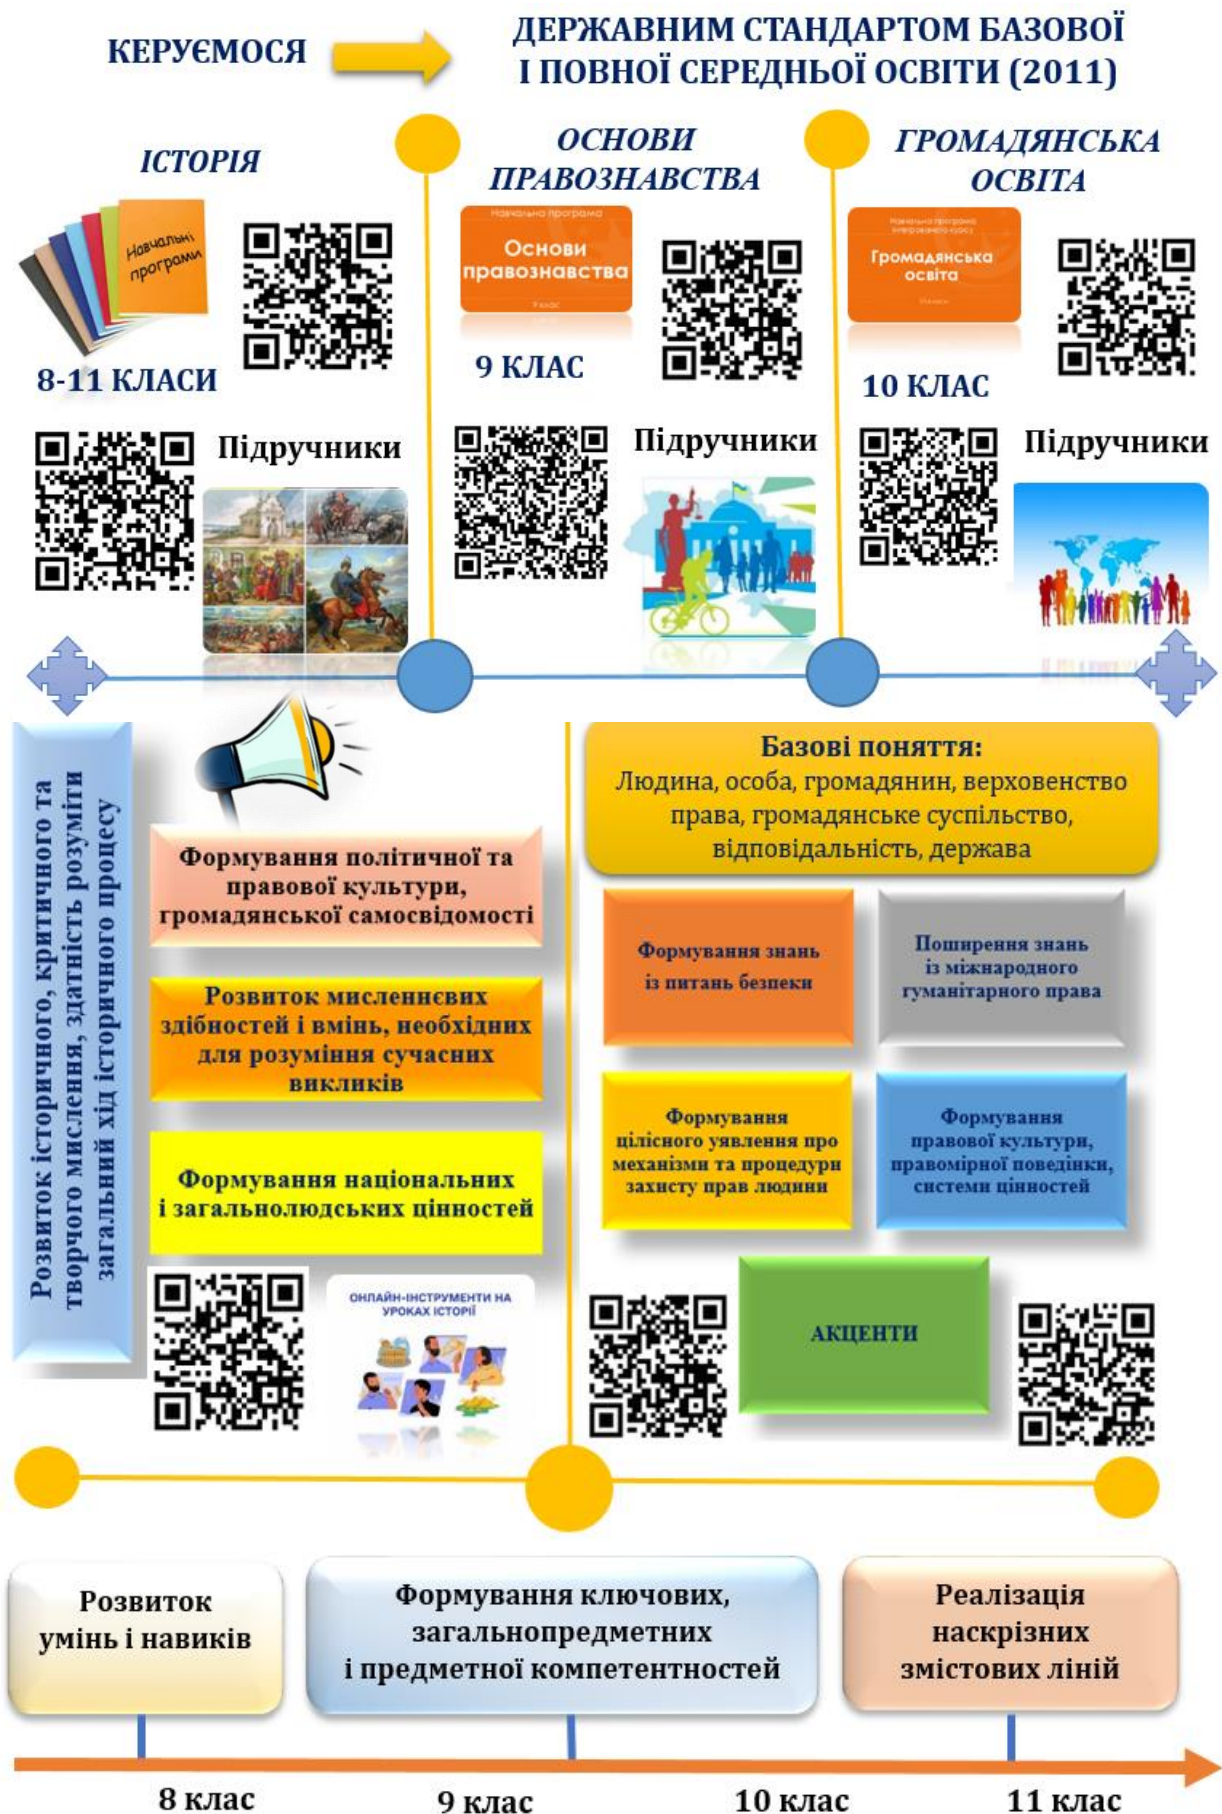 КЕРУЄМОСЯ
ДЕРЖАВНИМ СТАНДАРТОМ БАЗОВОЇ
І ПОВНОЇ СЕРЕДНЬОЇ ОСВІТИ (2011)
ІСТОРІЯ
Навчальні
програми
8-11 КЛАСИ
Підручники
ОСНОВИ
ПРАВОЗНАВСТВА
Навчальна програма
Основи
правознавства
9 клас
9 КЛАС
Підручники
ГРОМАДЯНСЬКА
ОСВІТА
Навчальна програма
інтегрованого курсу
Громадянська
освіта
10 КЛАС
Підручники
Розвиток історичного, критичного та
творчого мислення, здатність розуміти
загальний хід історичного процесу
Формування політичної та
правової культури,
громадянської самосвідомості
Розвиток мисленнєвих
здібностей і вмінь, необхідних
для розуміння сучасних
викликів
Формування національних
і загальнолюдських цінностей
ОНЛАЙН-ІНСТРУМЕНТИ НА
УРОКАХ ІСТОРІЇ
Базові поняття:
Людина, особа, громадянин, верховенство
права, громадянське суспільство,
відповідальність, держава
Формування знань
із питань безпеки
Поширення знань
із міжнародного
гуманітарного права
Формування
цілісного уявлення про
механізми та процедури
захисту прав людини
Формування
правової культури,
правомірної поведінки,
системи цінностей
АКЦЕНТИ
Розвиток
умінь і навиків
Формування ключових,
загальнопредметних
і предметної компетентностей
Реалізація
наскрізних
змістових ліній
8 клас
9 клас
10 клас
11 клас